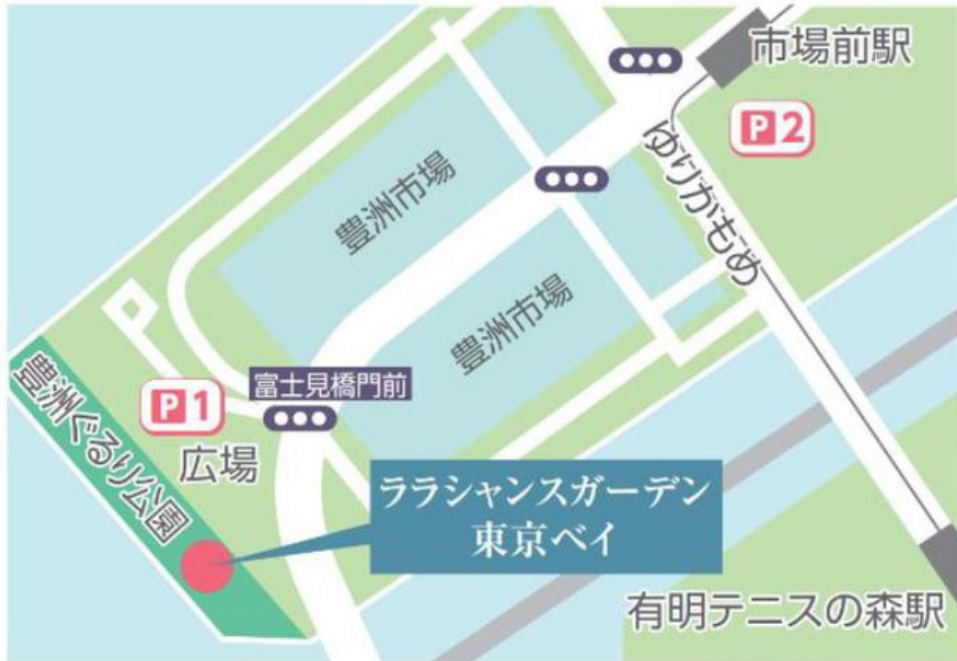 市場前駅
P2
ゆりかもめ
豊洲市場
豊洲市場
富士見橋門前
P1
広場
豊洲ぐるり公園
ララシャンスガーデン
東京ベイ
有明テニスの森駅